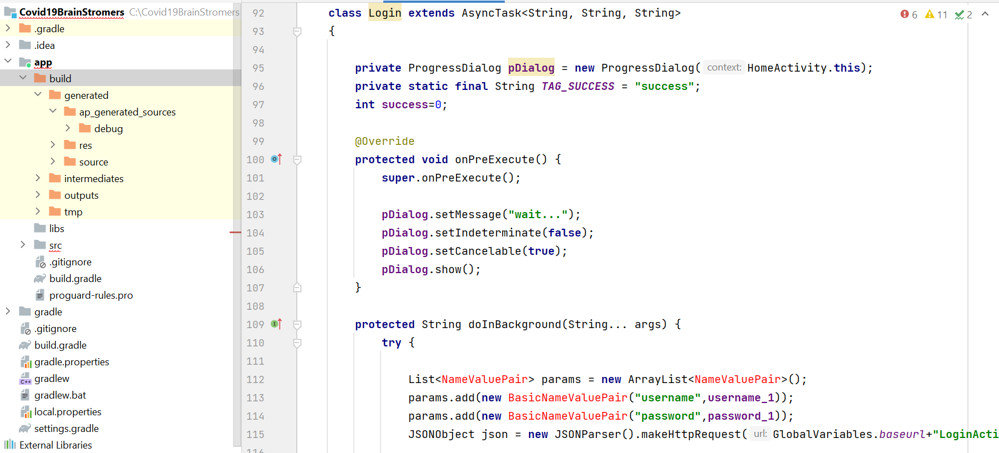 Covid19BrainStromers C:\Covid19BrainStromers
.gradle
.idea
app
build
generated
ap_generated_sources
debug
res
source
intermediates
outputs
tmp
libs
src
.gitignore
build.gradle
proguard-rules.pro
gradle
.gitignore
build.gradle
gradle.properties
gradlew
gradlew.bat
local.properties
settings.gradle
External Libraries
6 11 2
92 class Login extends AsyncTask<String, String, String>
93 {
94
95 private ProgressDialog pDialog = new ProgressDialog( context: HomeActivity.this);
96 private static final String TAG_SUCCESS = "success";
97 int success=0;
98
99 @Override
100 protected void onPreExecute() {
101 super.onPreExecute();
102
103 pDialog.setMessage("wait...");
104 pDialog.setIndeterminate(false);
105 pDialog.setCancelable(true);
106 pDialog.show();
107 }
108
109 protected String doInBackground(String... args) {
110 try {
111
112 List<NameValuePair> params = new ArrayList<NameValuePair>();
113 params.add(new BasicNameValuePair("username",username_1));
114 params.add(new BasicNameValuePair("password",password_1));
115 JSONObject json = new JSONParser().makeHttpRequest( url: GlobalVariables.baseurl+"LoginActi
116